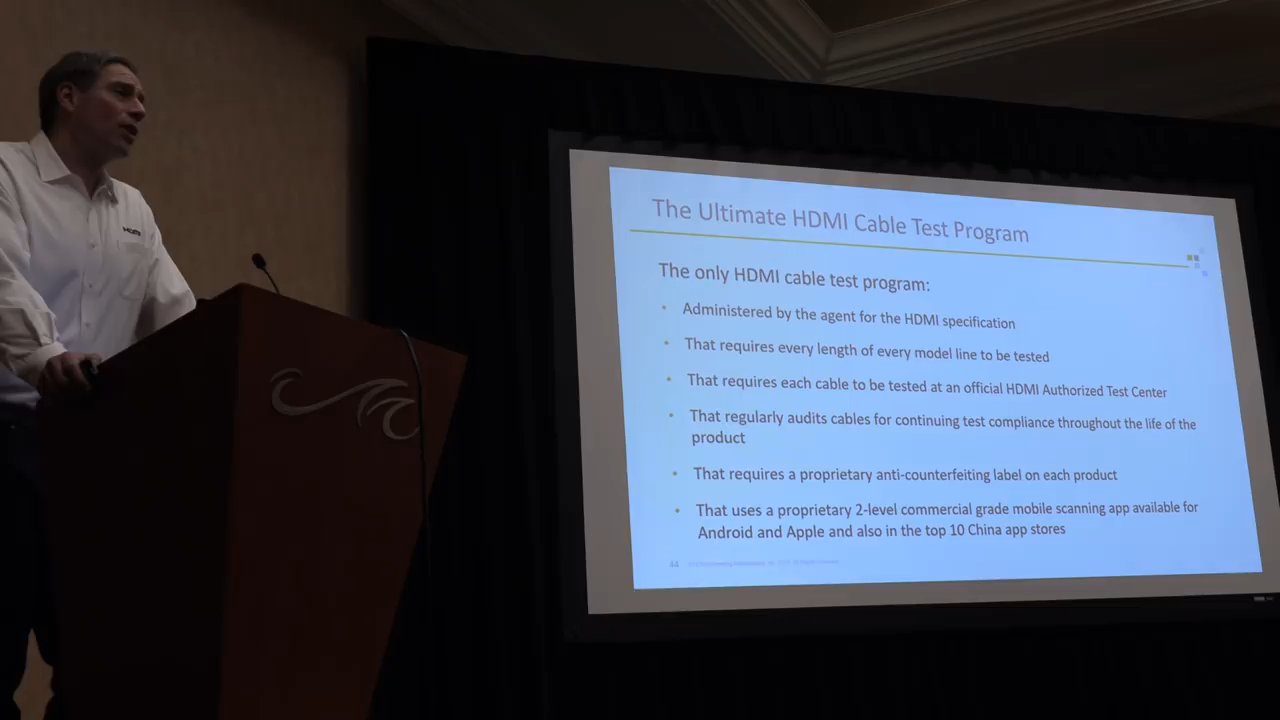 HDMI
The Ultimate HDMI Cable Test Program
The only HDMI cable test program:
• Administered by the agent for the HDMI specification
• That requires every length of every model line to be tested
• That requires each cable to be tested at an official HDMI Authorized Test Center
• That regularly audits cables for continuing test compliance throughout the life of the
product
• That requires a proprietary anti-counterfeiting label on each product
• That uses a proprietary 2-level commercial grade mobile scanning app available for
Android and Apple and also in the top 10 China app stores
44